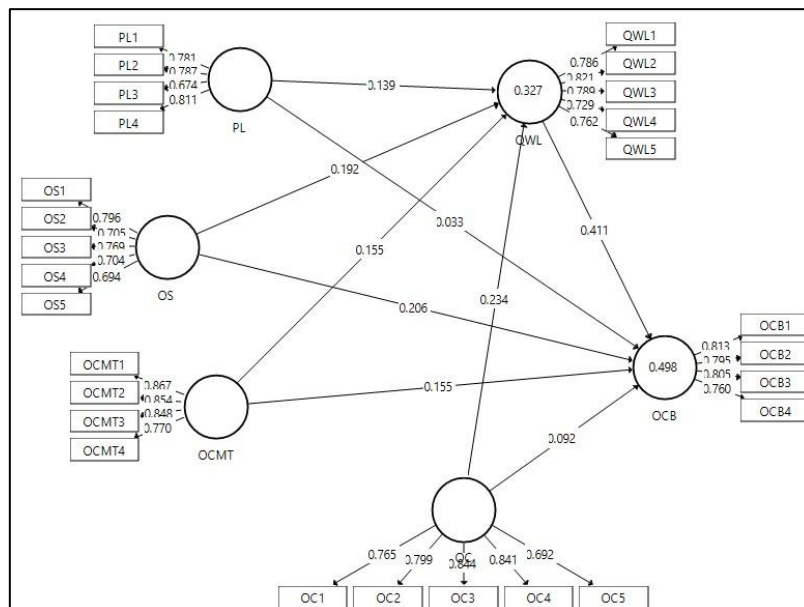 PL1
PL2
PL3
PL4
0.781
0.787
0.674
0.811
PL
0.139
0.327
QWL
0.786
0.821
0.789
0.729
0.762
QWL1
QWL2
QWL3
QWL4
QWL5
OS1
OS2
OS3
OS4
OS5
0.796
0.705
0.769
0.704
0.694
OS
0.192
0.155
0.033
0.411
0.234
0.206
OCMT1
OCMT2
OCMT3
OCMT4
0.867
0.854
0.848
0.770
OCMT
0.155
0.498
OCB
0.813
0.795
0.805
0.760
OCB1
OCB2
OCB3
OCB4
0.092
OC
0.765
0.799
0.844
0.841
0.692
OC1
OC2
OC3
OC4
OC5